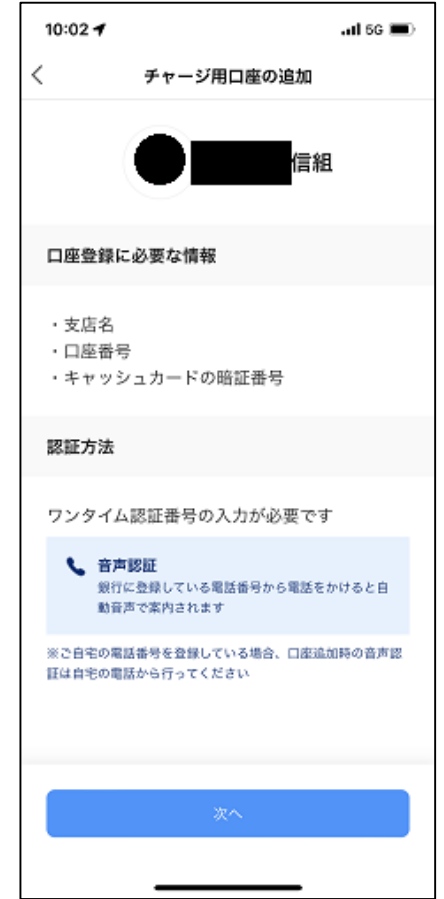 10:02
5G
チャージ用口座の追加
信組
口座登録に必要な情報
・支店名
・口座番号
・キャッシュカードの暗証番号
認証方法
ワンタイム認証番号の入力が必要です
音声認証
銀行に登録している電話番号から電話をかけると自
動音声で案内されます
※ご自宅の電話番号を登録している場合、口座追加時の音声認
証は自宅の電話から行ってください
次へ